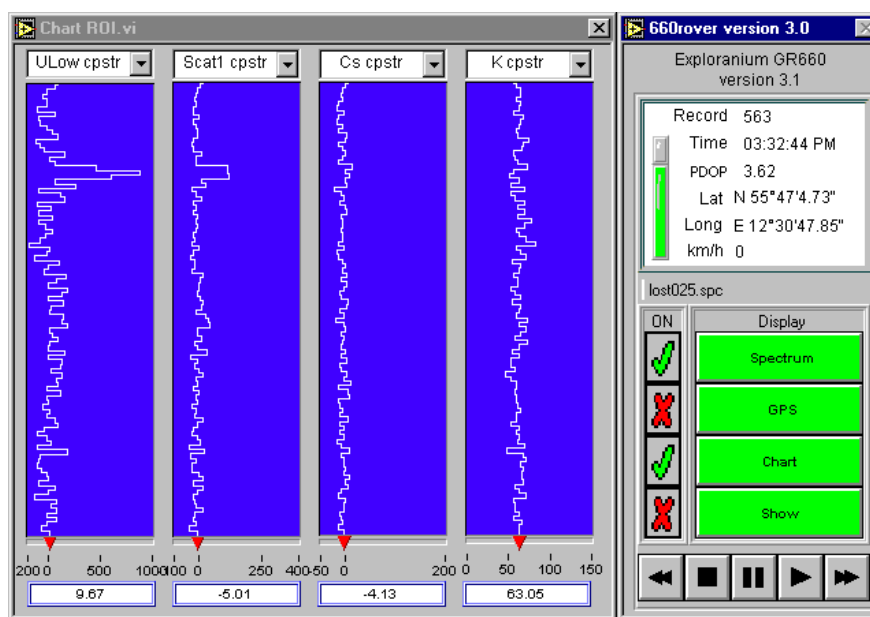 Chart ROI.vi
ULow cpstr Scat1 cpstr Cs cpstr K cpstr
200 0 500 1000 100 0 250 400 -50 0 200 0 50 100 150
9.67 -5.01 -4.13 63.05
660rover version 3.0
Exploranium GR660
version 3.1
Record 563
Time 03:32:44 PM
PDOP 3.62
Lat N 55°47'4.73"
Long E 12°30'47.85"
km/h 0
lost025.spc
ON Display
Spectrum
GPS
Chart
Show